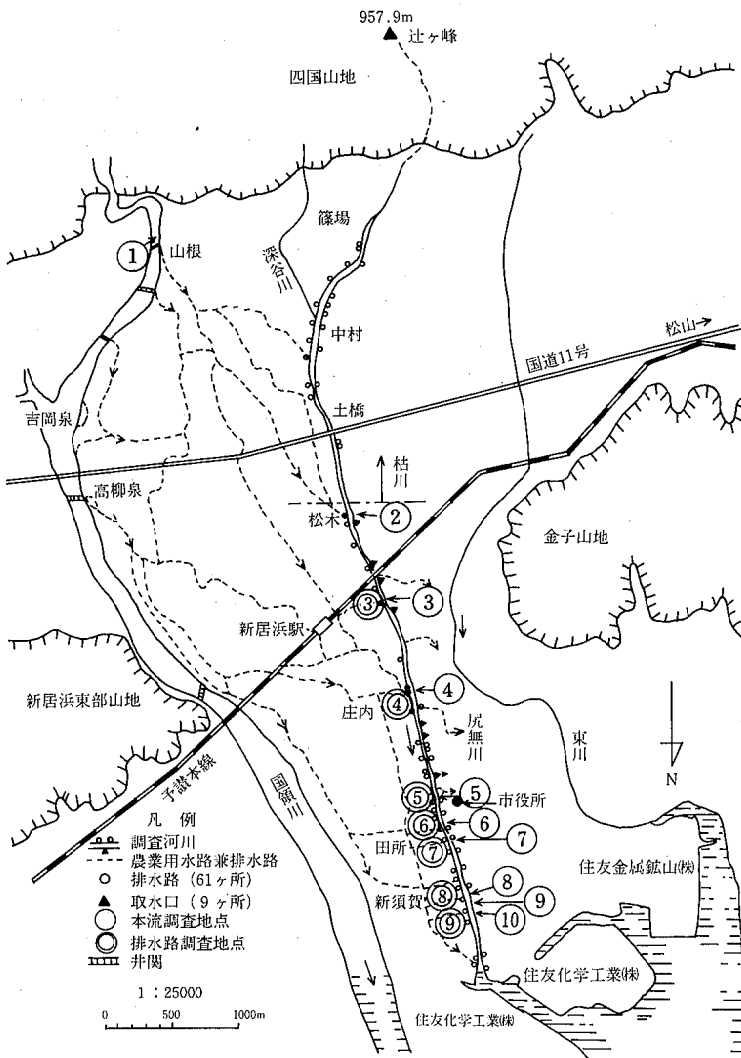 957.9m
辻ヶ峰
四国山地
篠場
① 山根
深谷川
中村
松山
国道11号
土橋
吉岡泉
枯川
高柳泉
松木 ②
金子山地
③ ③
新居浜駅
④
④
新居浜東部山地
庄内
尻無川
東川
N
予讃本線
国領川
⑤ ⑤ 市役所
⑥ ⑥
田所 ⑦ ⑦
住友金属鉱山㈱
⑧ ⑧
新須賀 ⑨
⑨ ⑩
住友化学工業㈱
住友化学工業㈱
凡例
調査河川
農業用水路兼排水路
排水路 (61ヶ所)
取水口 (9ヶ所)
本流調査地点
排水路調査地点
井関
1 : 25000
0 500 1000m